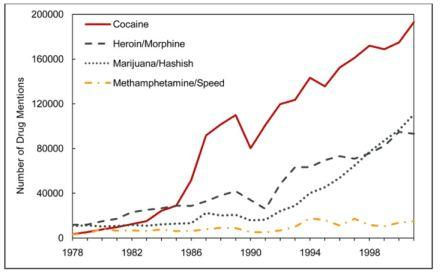 200000
160000
120000
80000
40000
0
Number of Drug Mentions
Cocaine
Heroin/Morphine
Marijuana/Hashish
Methamphetamine/Speed
1978 1982 1986 1990 1994 1998